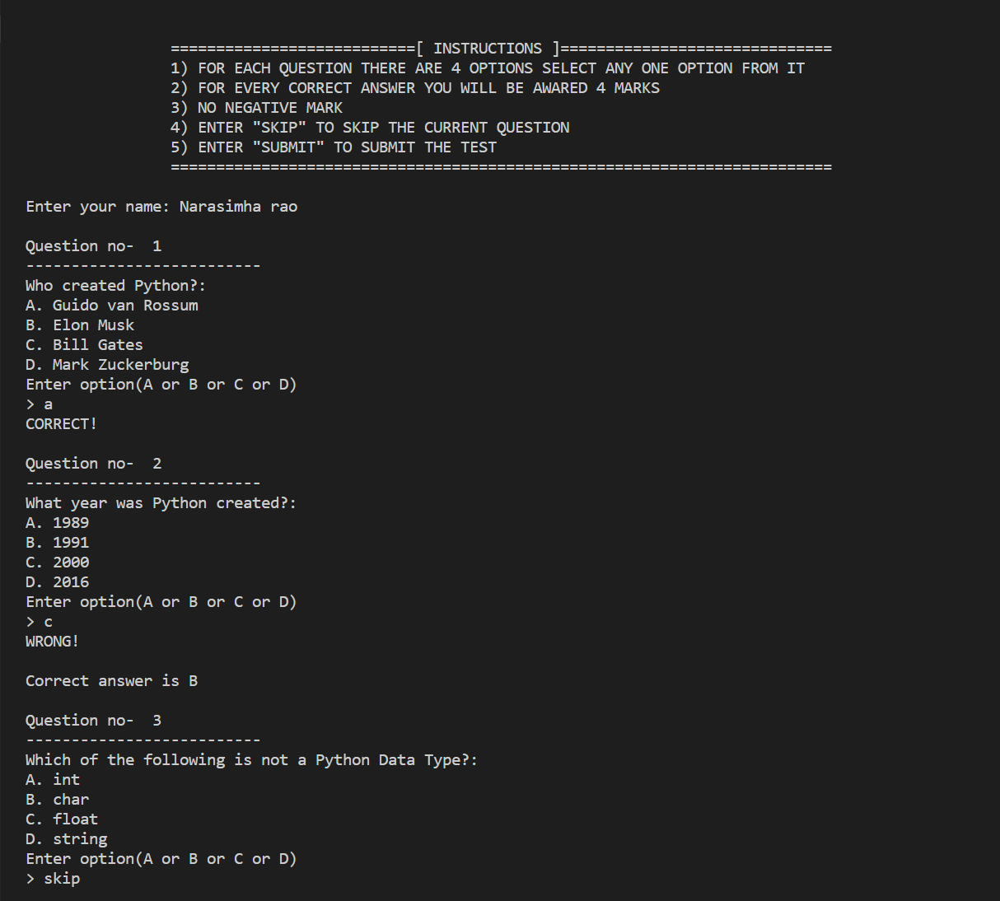 ===========================[ INSTRUCTIONS ]==============================
1) FOR EACH QUESTION THERE ARE 4 OPTIONS SELECT ANY ONE OPTION FROM IT
2) FOR EVERY CORRECT ANSWER YOU WILL BE AWARED 4 MARKS
3) NO NEGATIVE MARK
4) ENTER "SKIP" TO SKIP THE CURRENT QUESTION
5) ENTER "SUBMIT" TO SUBMIT THE TEST
=========================================================================
Enter your name: Narasimha rao
Question no-  1
--------------------------
Who created Python?:
A. Guido van Rossum
B. Elon Musk
C. Bill Gates
D. Mark Zuckerburg
Enter option(A or B or C or D)
> a
CORRECT!
Question no-  2
--------------------------
What year was Python created?:
A. 1989
B. 1991
C. 2000
D. 2016
Enter option(A or B or C or D)
> c
WRONG!
Correct answer is B
Question no-  3
--------------------------
Which of the following is not a Python Data Type?:
A. int
B. char
C. float
D. string
Enter option(A or B or C or D)
> skip